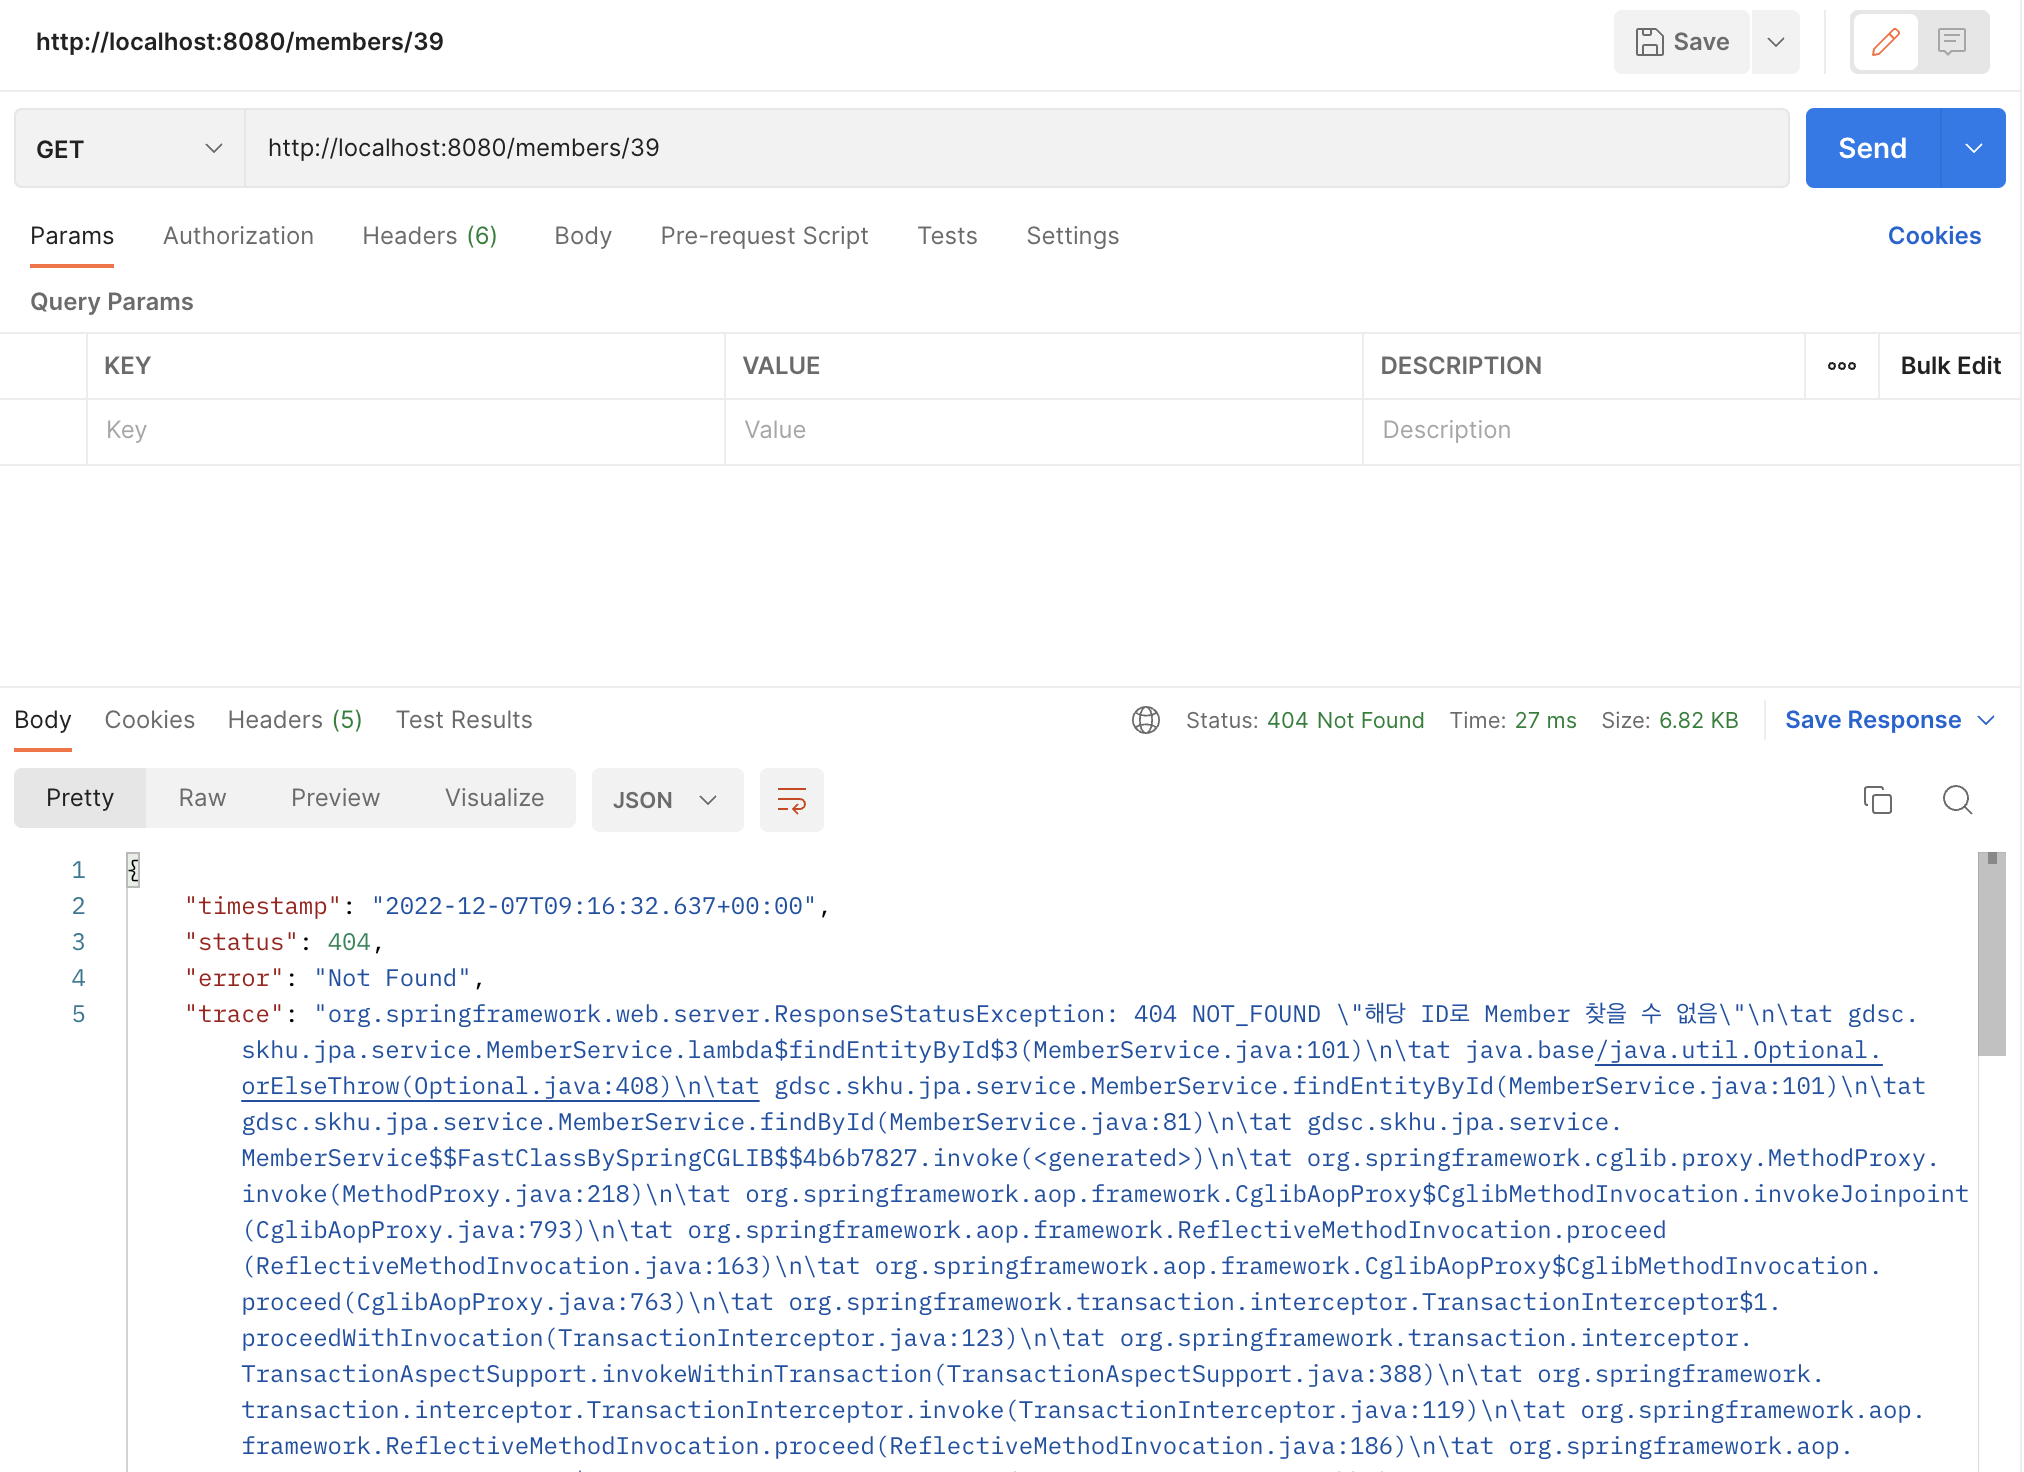 http://localhost:8080/members/39
Save
GET
http://localhost:8080/members/39
Send
Params Authorization Headers (6) Body Pre-request Script Tests Settings Cookies
Query Params
KEY VALUE DESCRIPTION Bulk Edit
Key Value Description
Body Cookies Headers (5) Test Results Status: 404 Not Found Time: 27 ms Size: 6.82 KB Save Response
Pretty Raw Preview Visualize JSON
1 {
2 "timestamp": "2022-12-07T09:16:32.637+00:00",
3 "status": 404,
4 "error": "Not Found",
5 "trace": "org.springframework.web.server.ResponseStatusException: 404 NOT_FOUND \"해당 ID로 Member 찾을 수 없음\"\n\tat gdsc.
skhu.jpa.service.MemberService.lambda$findEntityById$3(MemberService.java:101)\n\tat java.base/java.util.Optional.
orElseThrow(Optional.java:408)\n\tat gdsc.skhu.jpa.service.MemberService.findEntityById(MemberService.java:101)\n\tat
gdsc.skhu.jpa.service.MemberService.findById(MemberService.java:81)\n\tat gdsc.skhu.jpa.service.
MemberService$$FastClassBySpringCGLIB$$4b6b7827.invoke(<generated>)\n\tat org.springframework.cglib.proxy.MethodProxy.
invoke(MethodProxy.java:218)\n\tat org.springframework.aop.framework.CglibAopProxy$CglibMethodInvocation.invokeJoinpoint
(CglibAopProxy.java:793)\n\tat org.springframework.aop.framework.ReflectiveMethodInvocation.proceed
(ReflectiveMethodInvocation.java:163)\n\tat org.springframework.aop.framework.CglibAopProxy$CglibMethodInvocation.
proceed(CglibAopProxy.java:763)\n\tat org.springframework.transaction.interceptor.TransactionInterceptor$1.
proceedWithInvocation(TransactionInterceptor.java:123)\n\tat org.springframework.transaction.interceptor.
TransactionAspectSupport.invokeWithinTransaction(TransactionAspectSupport.java:388)\n\tat org.springframework.
transaction.interceptor.TransactionInterceptor.invoke(TransactionInterceptor.java:119)\n\tat org.springframework.aop.
framework.ReflectiveMethodInvocation.proceed(ReflectiveMethodInvocation.java:186)\n\tat org.springframework.aop.